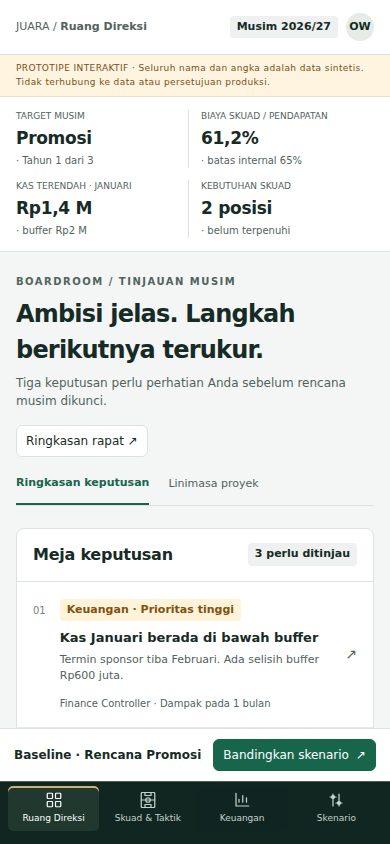 JUARA / Ruang Direksi
Musim 2026/27
OW
PROTOTIPE INTERAKTIF · Seluruh nama dan angka adalah data sintetis.
Tidak terhubung ke data atau persetujuan produksi.
TARGET MUSIM
Promosi
· Tahun 1 dari 3
BIAYA SKUAD / PENDAPATAN
61,2%
· batas internal 65%
KAS TERENDAH · JANUARI
Rp1,4 M
· buffer Rp2 M
KEBUTUHAN SKUAD
2 posisi
· belum terpenuhi
BOARDROOM / TINJAUAN MUSIM
Ambisi jelas. Langkah
berikutnya terukur.
Tiga keputusan perlu perhatian Anda sebelum rencana
musim dikunci.
Ringkasan rapat ↗
Ringkasan keputusan
Linimasa proyek
Meja keputusan
3 perlu ditinjau
01
Keuangan · Prioritas tinggi
Kas Januari berada di bawah buffer
Termin sponsor tiba Februari. Ada selisih buffer
Rp600 juta.
↗
Finance Controller · Dampak pada 1 bulan
Baseline · Rencana Promosi
Bandingkan skenario ↗
Ruang Direksi
Skuad & Taktik
Keuangan
Skenario